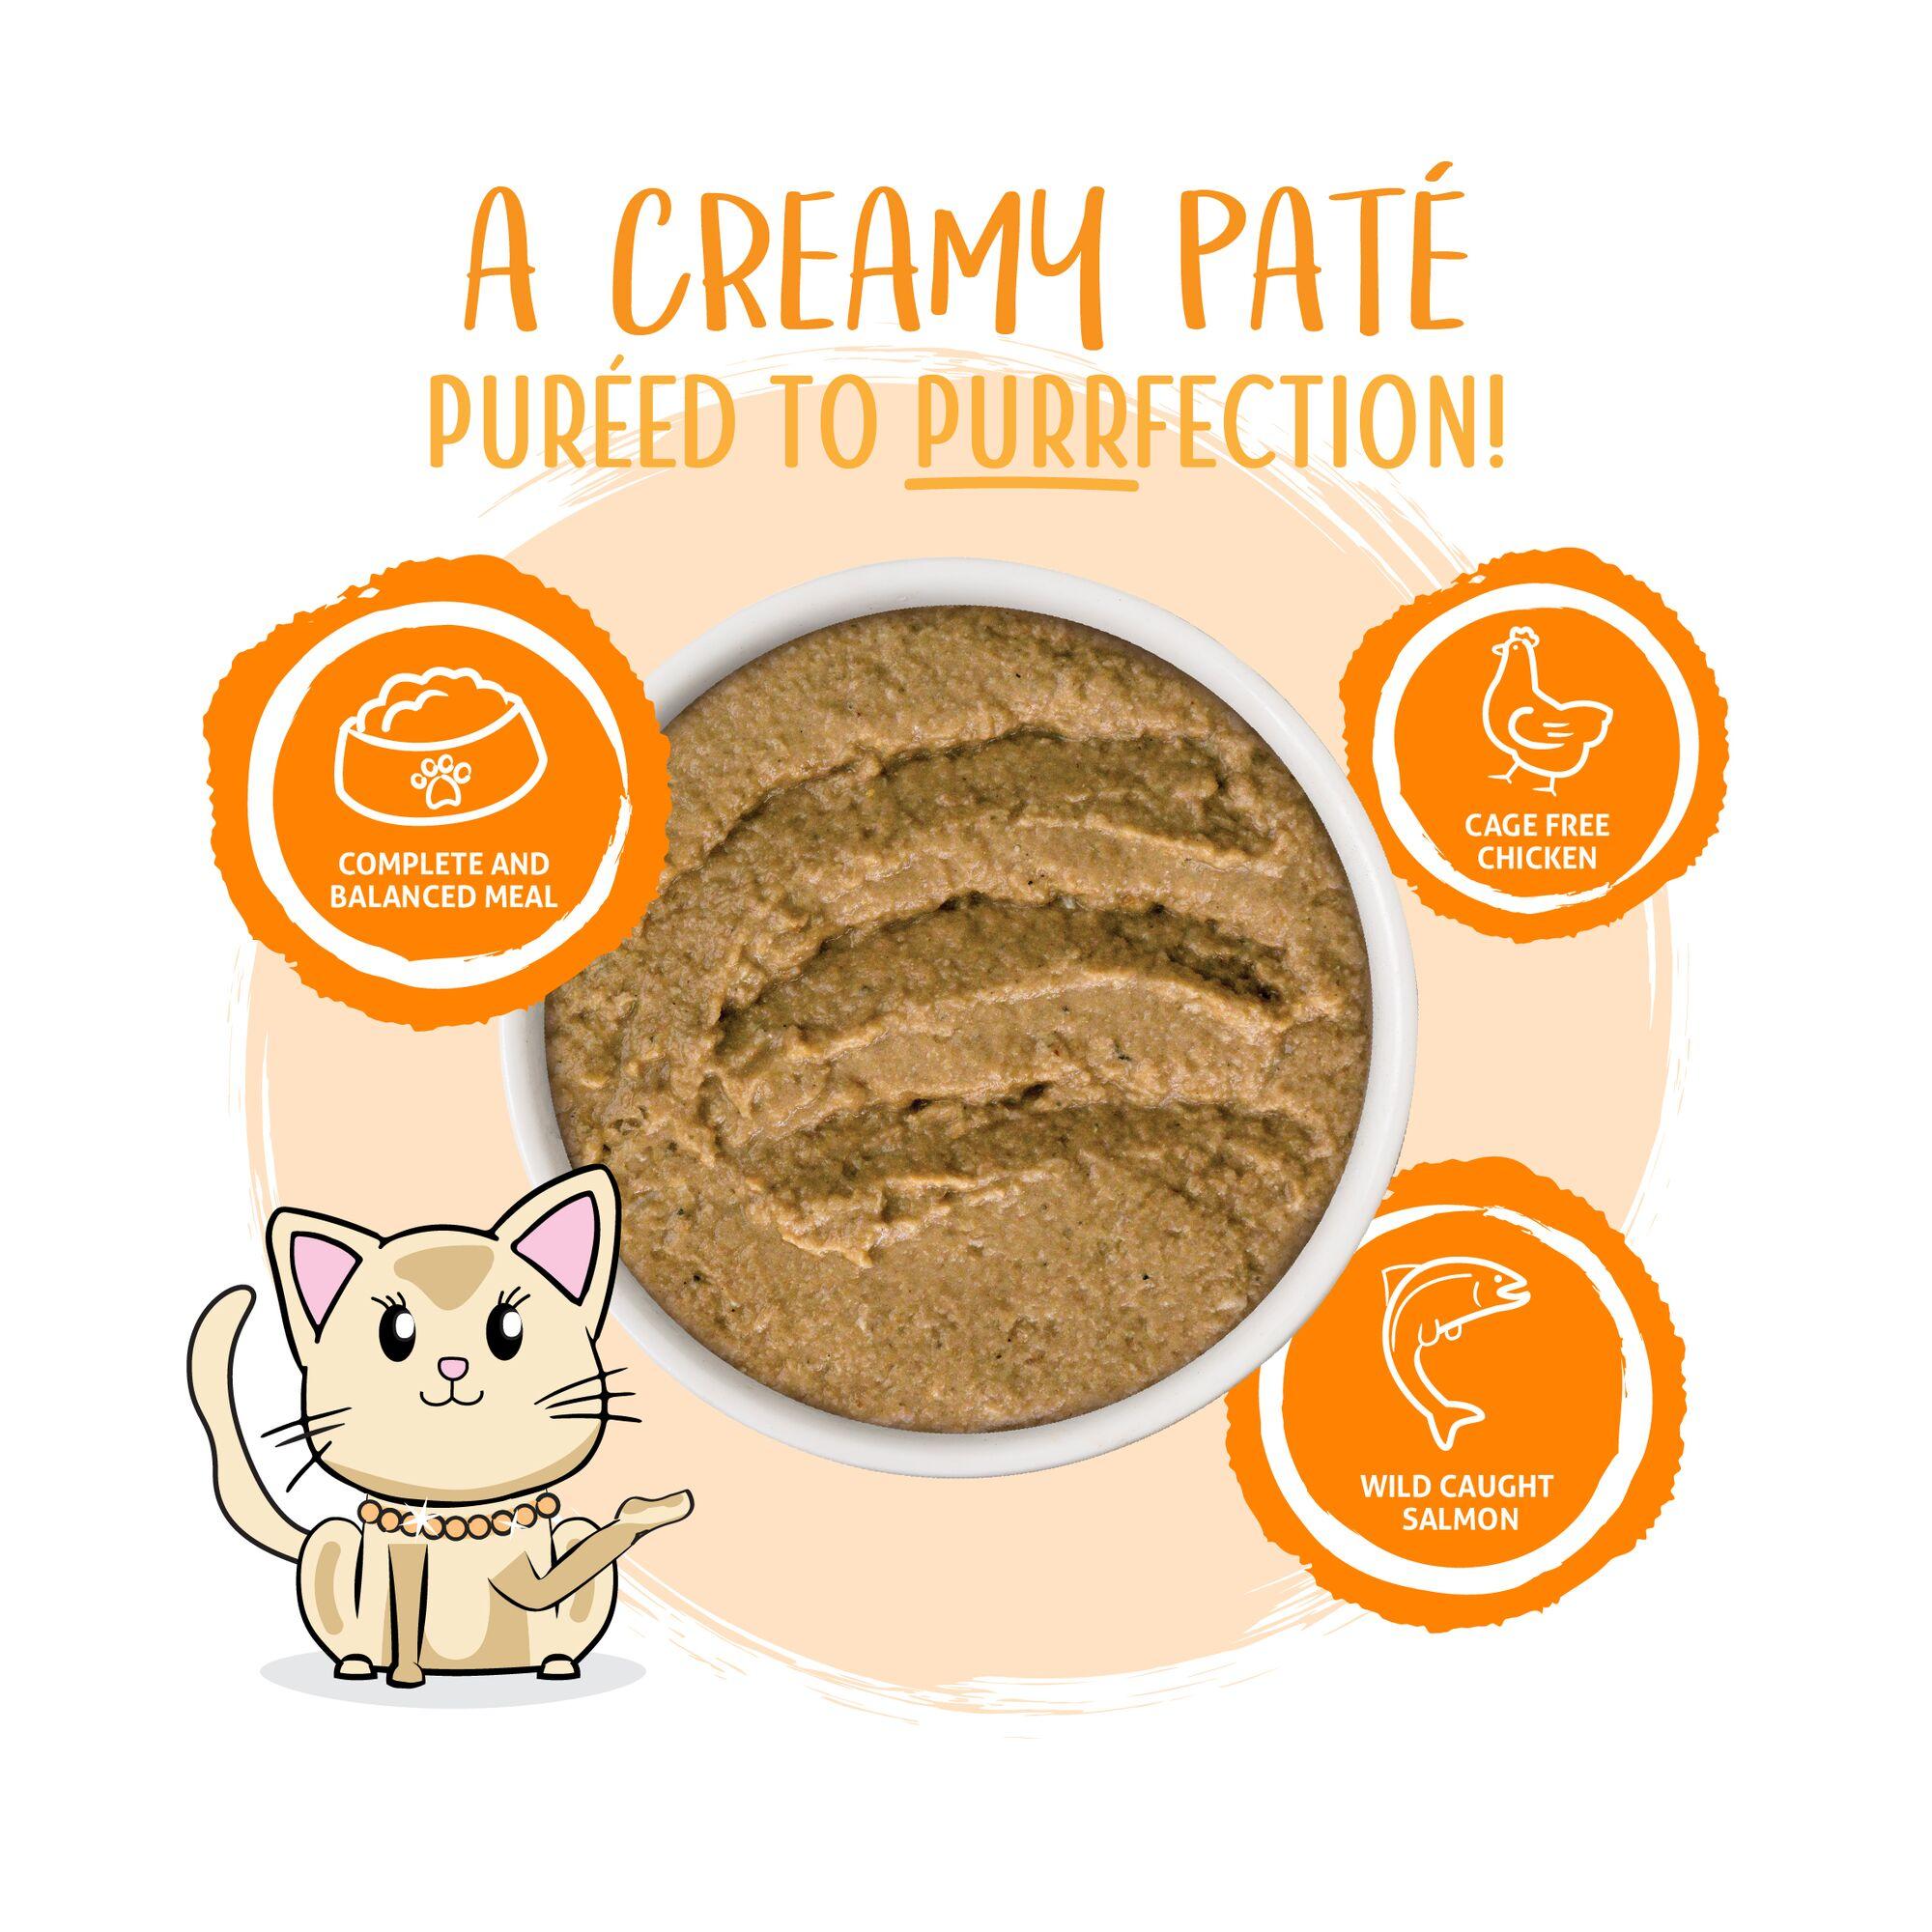 A CREAMY PATÉ
PURÉED TO PURRFECTION!
COMPLETE AND
BALANCED MEAL
CAGE FREE
CHICKEN
WILD CAUGHT
SALMON